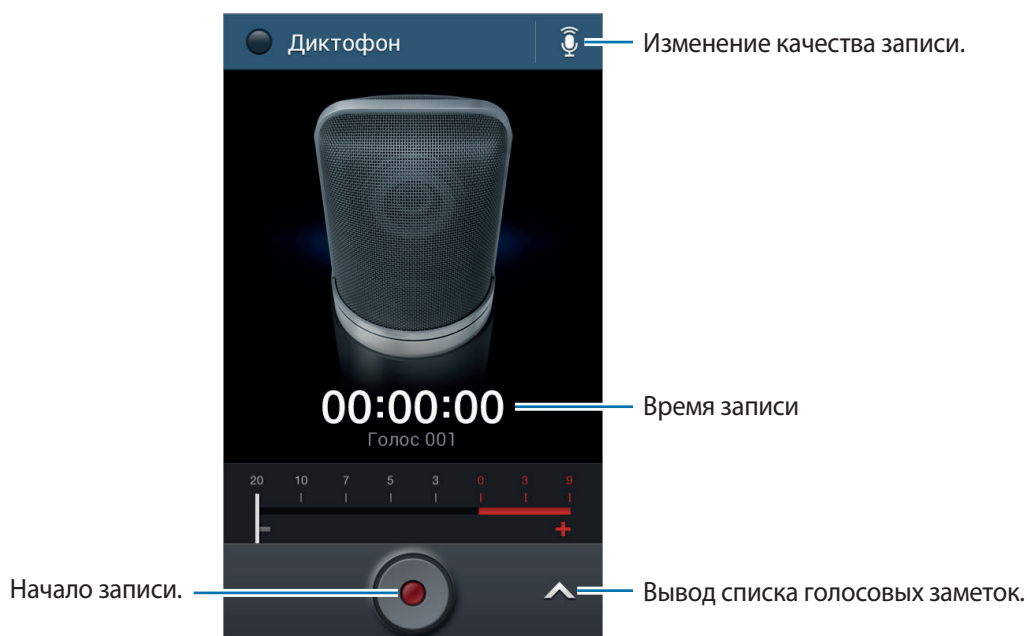 Диктофон
Изменение качества записи.
00:00:00
Время записи
Голос 001
20 10 7 5 3 0 3 9
- +
Начало записи.
Вывод списка голосовых заметок.